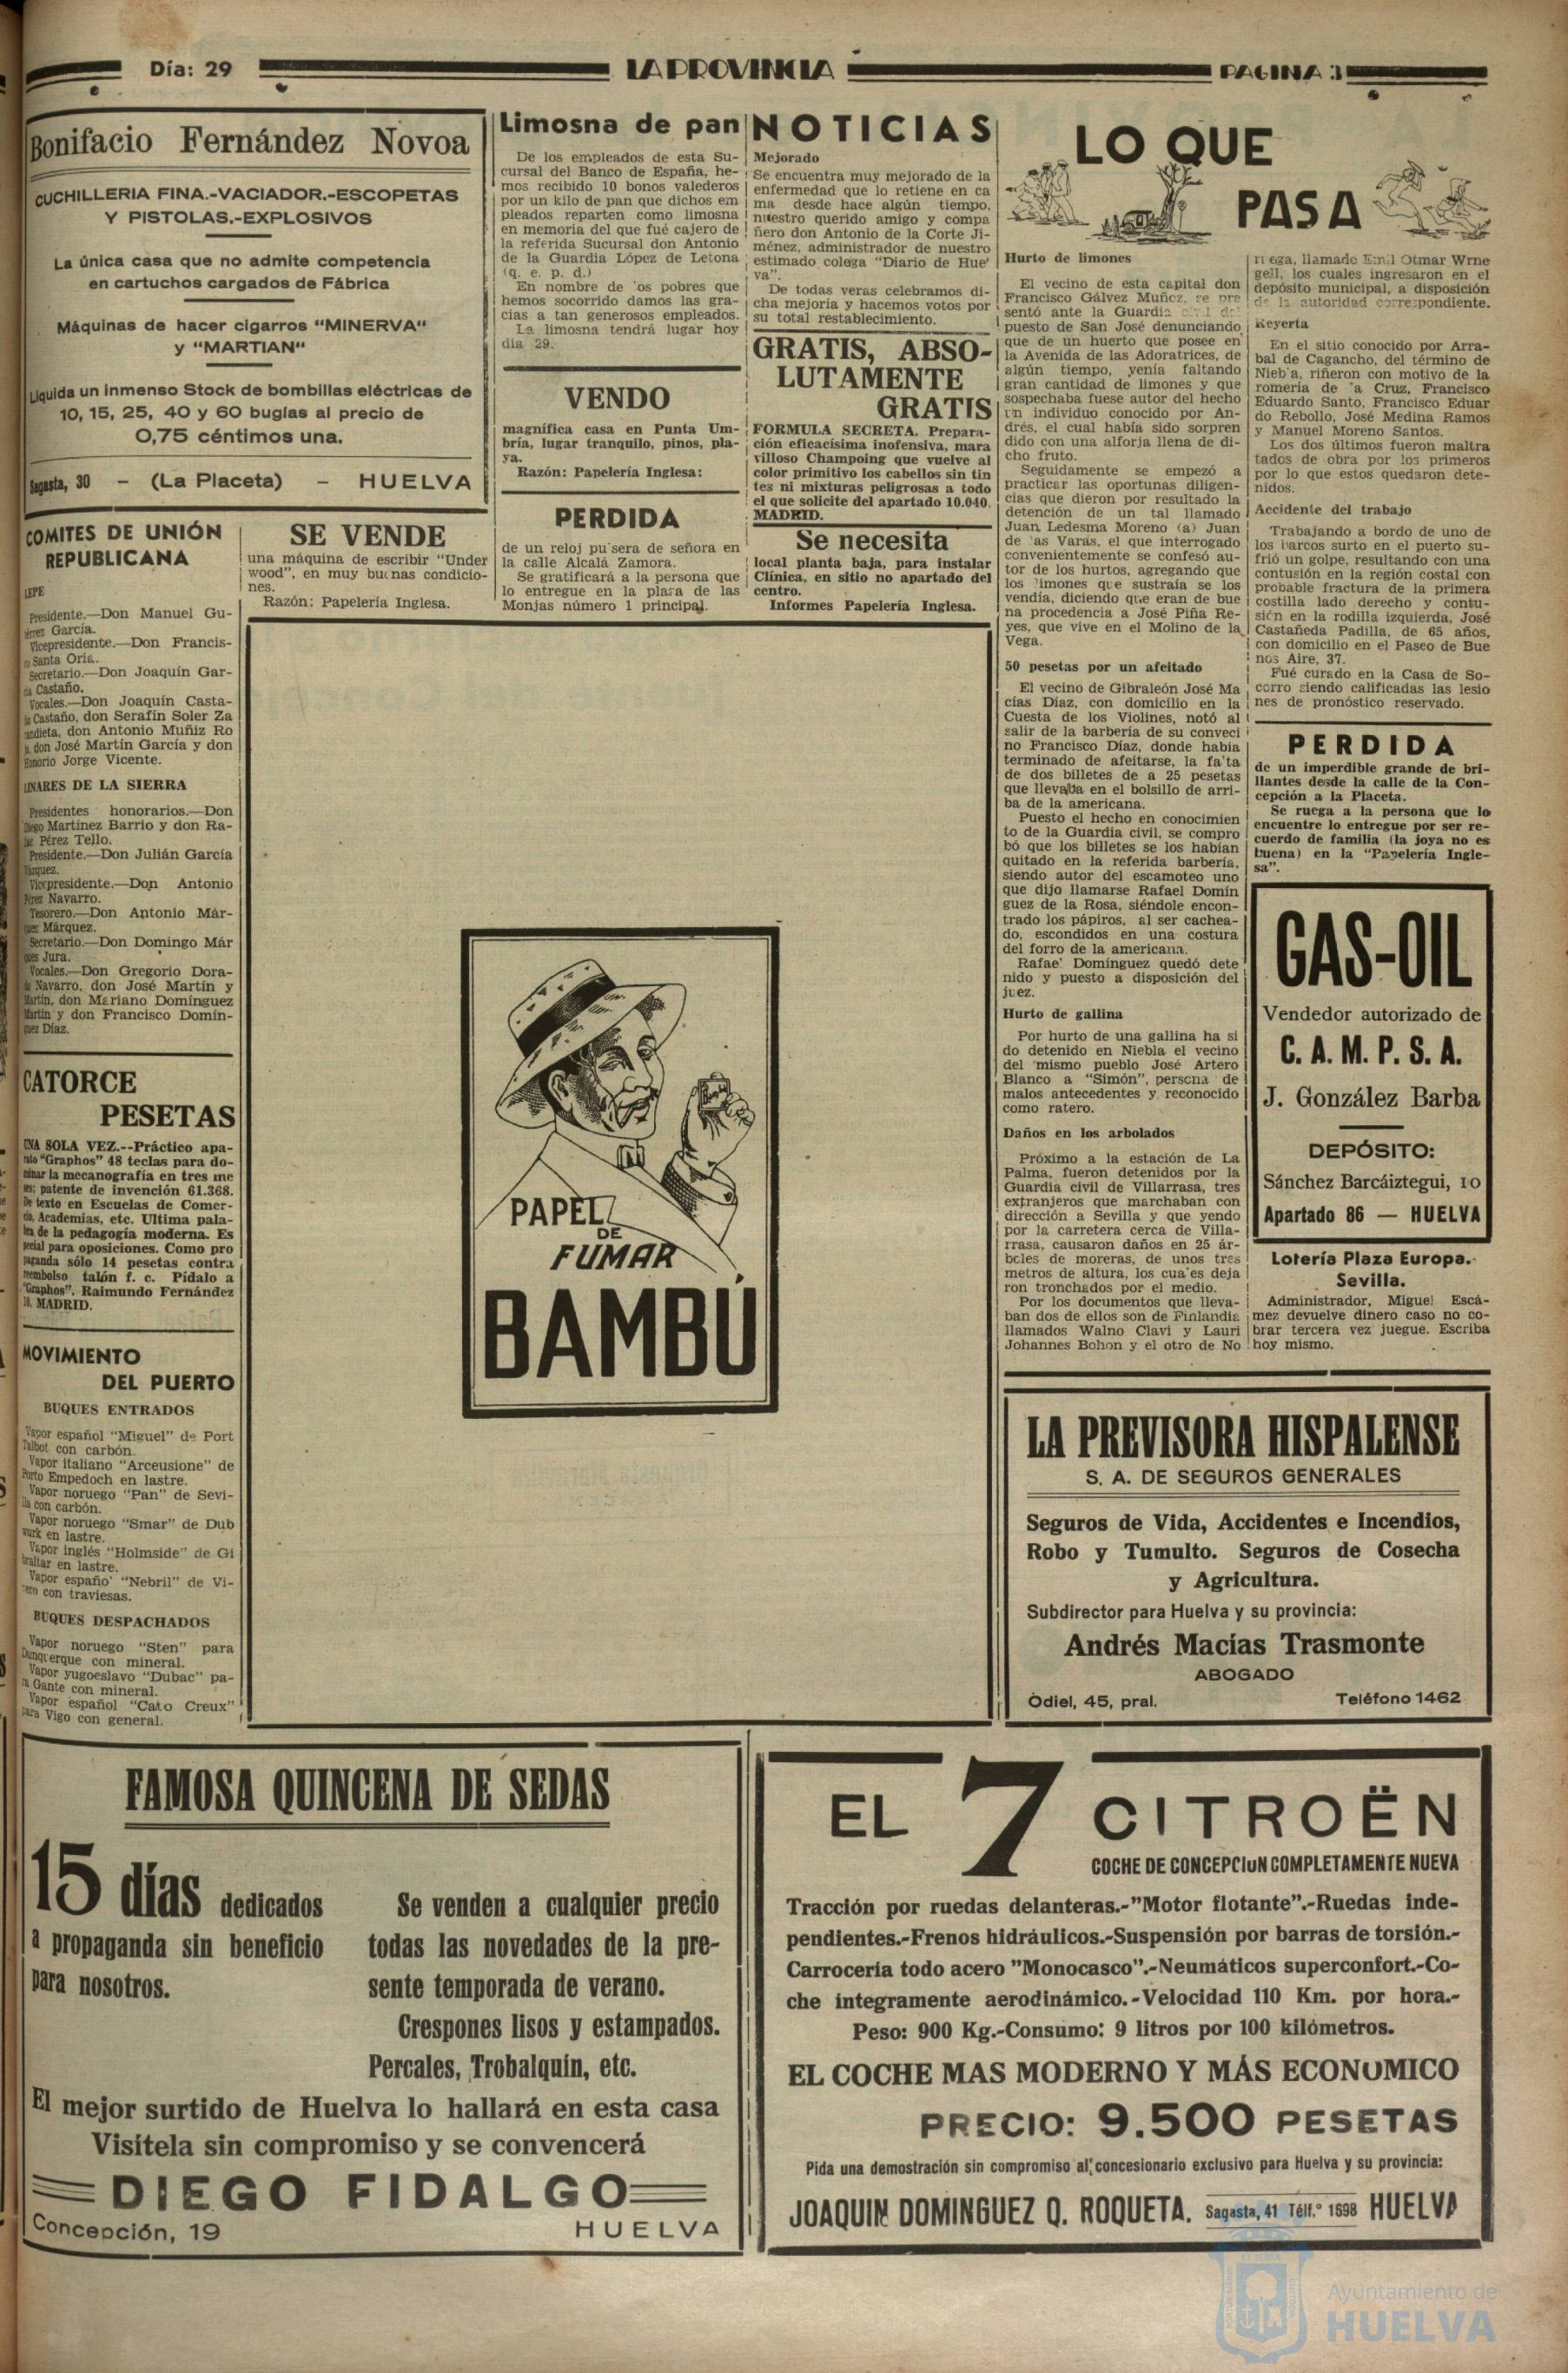 Día: 29
LA PROVINCIA
PAGINA 3
Bonifacio Fernández Novoa
CUCHILLERIA FINA.-VACIADOR.-ESCOPETAS
Y PISTOLAS.-EXPLOSIVOS
La única casa que no admite competencia
en cartuchos cargados de Fábrica
Máquinas de hacer cigarros "MINERVA"
y "MARTIAN"
Liquida un inmenso Stock de bombillas eléctricas de
10, 15, 25, 40 y 60 bugías al precio de
0,75 céntimos una.
Sagasta, 30 - (La Placeta) - HUELVA
COMITES DE UNIÓN
REPUBLICANA
LEPE
Presidente.—Don Manuel Gu-
García.
Vicepresidente.—Don Francis-
Santa Oria.
Secretario.—Don Joaquín Gar-
Castaño.
Vocales.—Don Joaquín Casta-
Castaño, don Serafín Soler Za
don Antonio Muñiz Ro
don José Martín García y don
Honorio Jorge Vicente.
LINARES DE LA SIERRA
Presidentes honorarios.—Don
Diego Martínez Barrio y don Ra-
Pérez Tello.
Presidente.—Don Julián García
Vázquez.
Vicepresidente.—Don Antonio
Pérez Navarro.
Tesorero.—Don Antonio Már-
quez Márquez.
Secretario.—Don Domingo Már
quez Jura.
Vocales.—Don Gregorio Dora-
Navarro, don José Martín y
Martín, don Mariano Domínguez
Martín y don Francisco Domín-
guez Díaz.
CATORCE
PESETAS
UNA SOLA VEZ.--Práctico apa-
rato "Graphos" 48 teclas para do-
minar la mecanografía en tres me
ses; patente de invención 61.368.
De texto en Escuelas de Comer-
cio, Academias, etc. Ultima pala-
bra de la pedagogía moderna. Es
pecial para oposiciones. Como pro
paganda sólo 14 pesetas contra
reembolso talón f. c. Pídalo a
"Graphos". Raimundo Fernández
MADRID.
MOVIMIENTO
DEL PUERTO
BUQUES ENTRADOS
Vapor español "Miguel" de Port
Talbot con carbón.
Vapor italiano "Arceusione" de
Porto Empedoch en lastre.
Vapor noruego "Pan" de Sevi-
lla con carbón.
Vapor noruego "Smar" de Dub
wurk en lastre.
Vapor inglés "Holmside" de Gi
braltar en lastre.
Vapor españo' "Nebril" de Vi-
cero con traviesas.
BUQUES DESPACHADOS
Vapor noruego "Sten" para
Dunquerque con mineral.
Vapor yugoeslavo "Dubac" pa-
ra Gante con mineral.
Vapor español "Cato Creux"
para Vigo con general.
SE VENDE
una máquina de escribir "Under
wood", en muy buenas condicio-
nes.
Razón: Papelería Inglesa.
Limosna de pan
De los empleados de esta Su-
cursal del Banco de España, he-
mos recibido 10 bonos valederos
por un kilo de pan que dichos em
pleados reparten como limosna
en memoria del que fué cajero de
la referida Sucursal don Antonio
de la Guardia López de Letona
(q. e. p. d.)
En nombre de 'os pobres que
hemos socorrido damos las gra-
cias a tan generosos empleados.
La limosna tendrá lugar hoy
dia 29.
VENDO
magnífica casa en Punta Um-
bría, lugar tranquilo, pinos, pla-
ya.
Razón: Papelería Inglesa:
PERDIDA
de un reloj pu'sera de señora en
la calle Alcalá Zamora.
Se gratificará a la persona que
lo entregue en la plaza de las
Monjas número 1 principal.
NOTICIAS
Mejorado
Se encuentra muy mejorado de la
enfermedad que lo retiene en ca
ma desde hace algún tiempo,
nuestro querido amigo y compa
ñero don Antonio de la Corte Ji-
ménez, administrador de nuestro
estimado colega "Diario de Hue'
va".
De todas veras celebramos di-
cha mejoría y hacemos votos por
su total restablecimiento.
GRATIS, ABSO-
LUTAMENTE
GRATIS
FORMULA SECRETA. Prepara-
ción eficacísima inofensiva, mara
villoso Champoing que vuelve al
color primitivo los cabellos sin tin
tes ni mixturas peligrosas a todo
el que solicite del apartado 10.040.
MADRID.
Se necesita
local planta baja, para instalar
Clínica, en sitio no apartado del
centro.
Informes Papelería Inglesa.
PAPEL
DE
FUMAR
BAMBÚ
LO QUE
PASA
Hurto de limones
El vecino de esta capital don
Francisco Gálvez Muñoz, se pre
sentó ante la Guardia civil del
puesto de San José denunciando
que de un huerto que posee en
la Avenida de las Adoratrices, de
algún tiempo, venía faltando
gran cantidad de limones y que
sospechaba fuese autor del hecho
un individuo conocido por An-
drés, el cual había sido sorpren
dido con una alforja llena de di-
cho fruto.
Seguidamente se empezó a
practicar las oportunas diligen-
cias que dieron por resultado la
detención de un tal llamado
Juan Ledesma Moreno (a) Juan
de 'as Varas, el que interrogado
convenientemente se confesó au-
tor de los hurtos, agregando que
los 'imones que sustraía se los
vendía, diciendo que eran de bue
na procedencia a José Piña Re-
yes, que vive en el Molino de la
Vega.
50 pesetas por un afeitado
El vecino de Gibraleón José Ma
cías Díaz, con domicilio en la
Cuesta de los Violines, notó al
salir de la barbería de su conveci
no Francisco Díaz, donde había
terminado de afeitarse, la fa'ta
de dos billetes de a 25 pesetas
que llevaba en el bolsillo de arri-
ba de la americana.
Puesto el hecho en conocimien
to de la Guardia civil, se compro
bó que los billetes se los habían
quitado en la referida barbería,
siendo autor del escamoteo uno
que dijo llamarse Rafael Domín
guez de la Rosa, siéndole encon-
trado los pápiros, al ser cachea-
do, escondidos en una costura
del forro de la americana.
Rafae' Domínguez quedó dete
nido y puesto a disposición del
juez.
Hurto de gallina
Por hurto de una gallina ha si
do detenido en Niebla el vecino
del mismo pueblo José Artero
Blanco a "Simón", persona de
malos antecedentes y reconocido
como ratero.
Daños en los arbolados
Próximo a la estación de La
Palma, fueron detenidos por la
Guardia civil de Villarrasa, tres
extranjeros que marchaban con
dirección a Sevilla y que yendo
por la carretera cerca de Villa-
rrasa, causaron daños en 25 ár-
boles de moreras, de unos tres
metros de altura, los cua'es deja
ron tronchados por el medio.
Por los documentos que lleva-
ban dos de ellos son de Finlandia
llamados Walno Clavi y Lauri
Johannes Bohon y el otro de No
ruega, llamado Emil Otmar Wrne
gell, los cuales ingresaron en el
depósito municipal, a disposición
de la autoridad correspondiente.
Reyerta
En el sitio conocido por Arra-
bal de Cagancho, del término de
Nieb'a, riñeron con motivo de la
romería de 'a Cruz, Francisco
Eduardo Santo, Francisco Eduar
do Rebollo, José Medina Ramos
y Manuel Moreno Santos.
Los dos últimos fueron maltra
tados de obra por los primeros
por lo que estos quedaron dete-
nidos.
Accidente del trabajo
Trabajando a bordo de uno de
los barcos surto en el puerto su-
frió un golpe, resultando con una
contusión en la región costal con
probable fractura de la primera
costilla lado derecho y contu-
sión en la rodilla izquierda, José
Castañeda Padilla, de 65 años,
con domicilio en el Paseo de Bue
nos Aire, 37.
Fué curado en la Casa de So-
corro siendo calificadas las lesio
nes de pronóstico reservado.
PERDIDA
de un imperdible grande de bri-
llantes desde la calle de la Con-
cepción a la Placeta.
Se ruega a la persona que lo
encuentre lo entregue por ser re-
cuerdo de familia (la joya no es
buena) en la "Papelería Ingle-
sa".
GAS-OIL
Vendedor autorizado de
C. A. M. P. S. A.
J. González Barba
DEPÓSITO:
Sánchez Barcáiztegui, 10
Apartado 86 — HUELVA
Lotería Plaza Europa.
Sevilla.
Administrador, Miguel Escá-
mez devuelve dinero caso no co-
brar tercera vez juegue. Escriba
hoy mismo.
LA PREVISORA HISPALENSE
S. A. DE SEGUROS GENERALES
Seguros de Vida, Accidentes e Incendios,
Robo y Tumulto. Seguros de Cosecha
y Agricultura.
Subdirector para Huelva y su provincia:
Andrés Macías Trasmonte
ABOGADO
Odiel, 45, pral.
Teléfono 1462
FAMOSA QUINCENA DE SEDAS
15 días dedicados
a propaganda sin beneficio
para nosotros.
Se venden a cualquier precio
todas las novedades de la pre-
sente temporada de verano.
Crespones lisos y estampados.
Percales, Trobalquín, etc.
El mejor surtido de Huelva lo hallará en esta casa
Visítela sin compromiso y se convencerá
DIEGO FIDALGO
Concepción, 19
HUELVA
EL 7 CITROËN
COCHE DE CONCEPCIUN COMPLETAMENTE NUEVA
Tracción por ruedas delanteras.-"Motor flotante".-Ruedas inde-
pendientes.-Frenos hidráulicos.-Suspensión por barras de torsión.-
Carrocería todo acero "Monocasco".-Neumáticos superconfort.-Co-
che integramente aerodinámico.-Velocidad 110 Km. por hora.-
Peso: 900 Kg.-Consumo: 9 litros por 100 kilómetros.
EL COCHE MAS MODERNO Y MÁS ECONOMICO
PRECIO: 9.500 PESETAS
Pida una demostración sin compromiso al concesionario exclusivo para Huelva y su provincia:
JOAQUIN DOMINGUEZ Q. ROQUETA. Sagasta, 41 Télf.º 1698 HUELVA
Ayuntamiento de
HUELVA